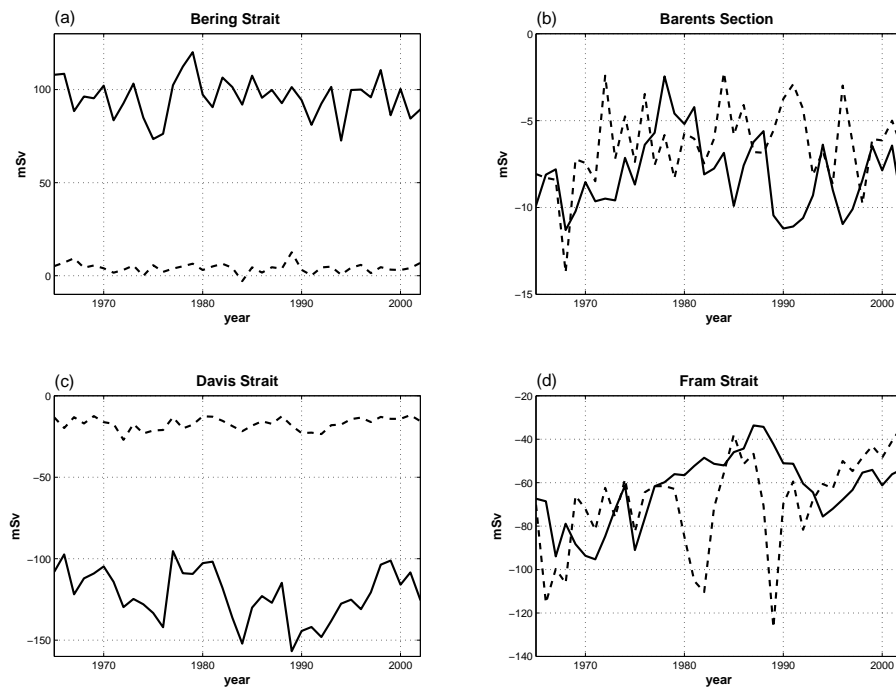 (a)
Bering Strait
100
50
0
mSv
1970
1980
1990
2000
year
(b)
Barents Section
0
−5
−10
−15
mSv
1970
1980
1990
2000
year
(c)
Davis Strait
0
−50
−100
−150
mSv
1970
1980
1990
2000
year
(d)
Fram Strait
−20
−40
−60
−80
−100
−120
−140
mSv
1970
1980
1990
2000
year